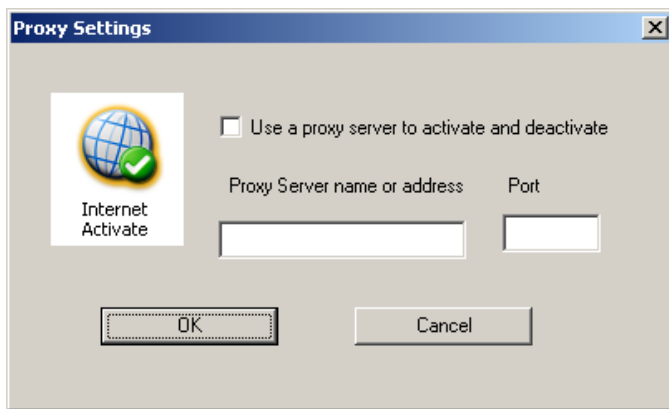 Proxy Settings
Use a proxy server to activate and deactivate
Proxy Server name or address
Port
Internet
Activate
OK
Cancel